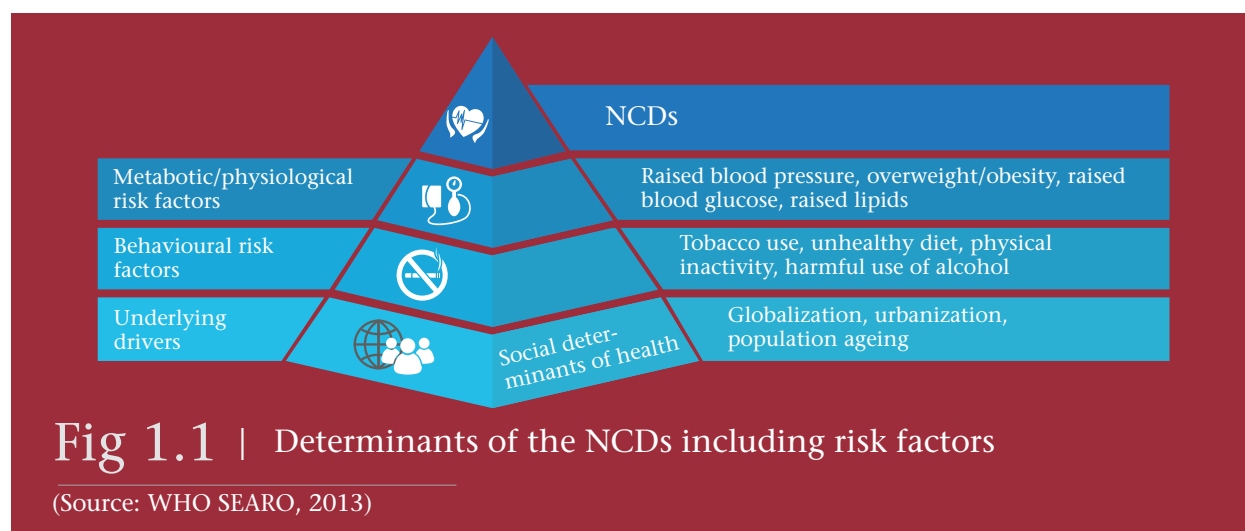 NCDs
Metabotic/physiological
risk factors
Raised blood pressure, overweight/obesity, raised
blood glucose, raised lipids
Behavioural risk
factors
Tobacco use, unhealthy diet, physical
inactivity, harmful use of alcohol
Underlying
drivers
Social deter-
minants of health
Globalization, urbanization,
population ageing
Fig 1.1 | Determinants of the NCDs including risk factors
(Source: WHO SEARO, 2013)